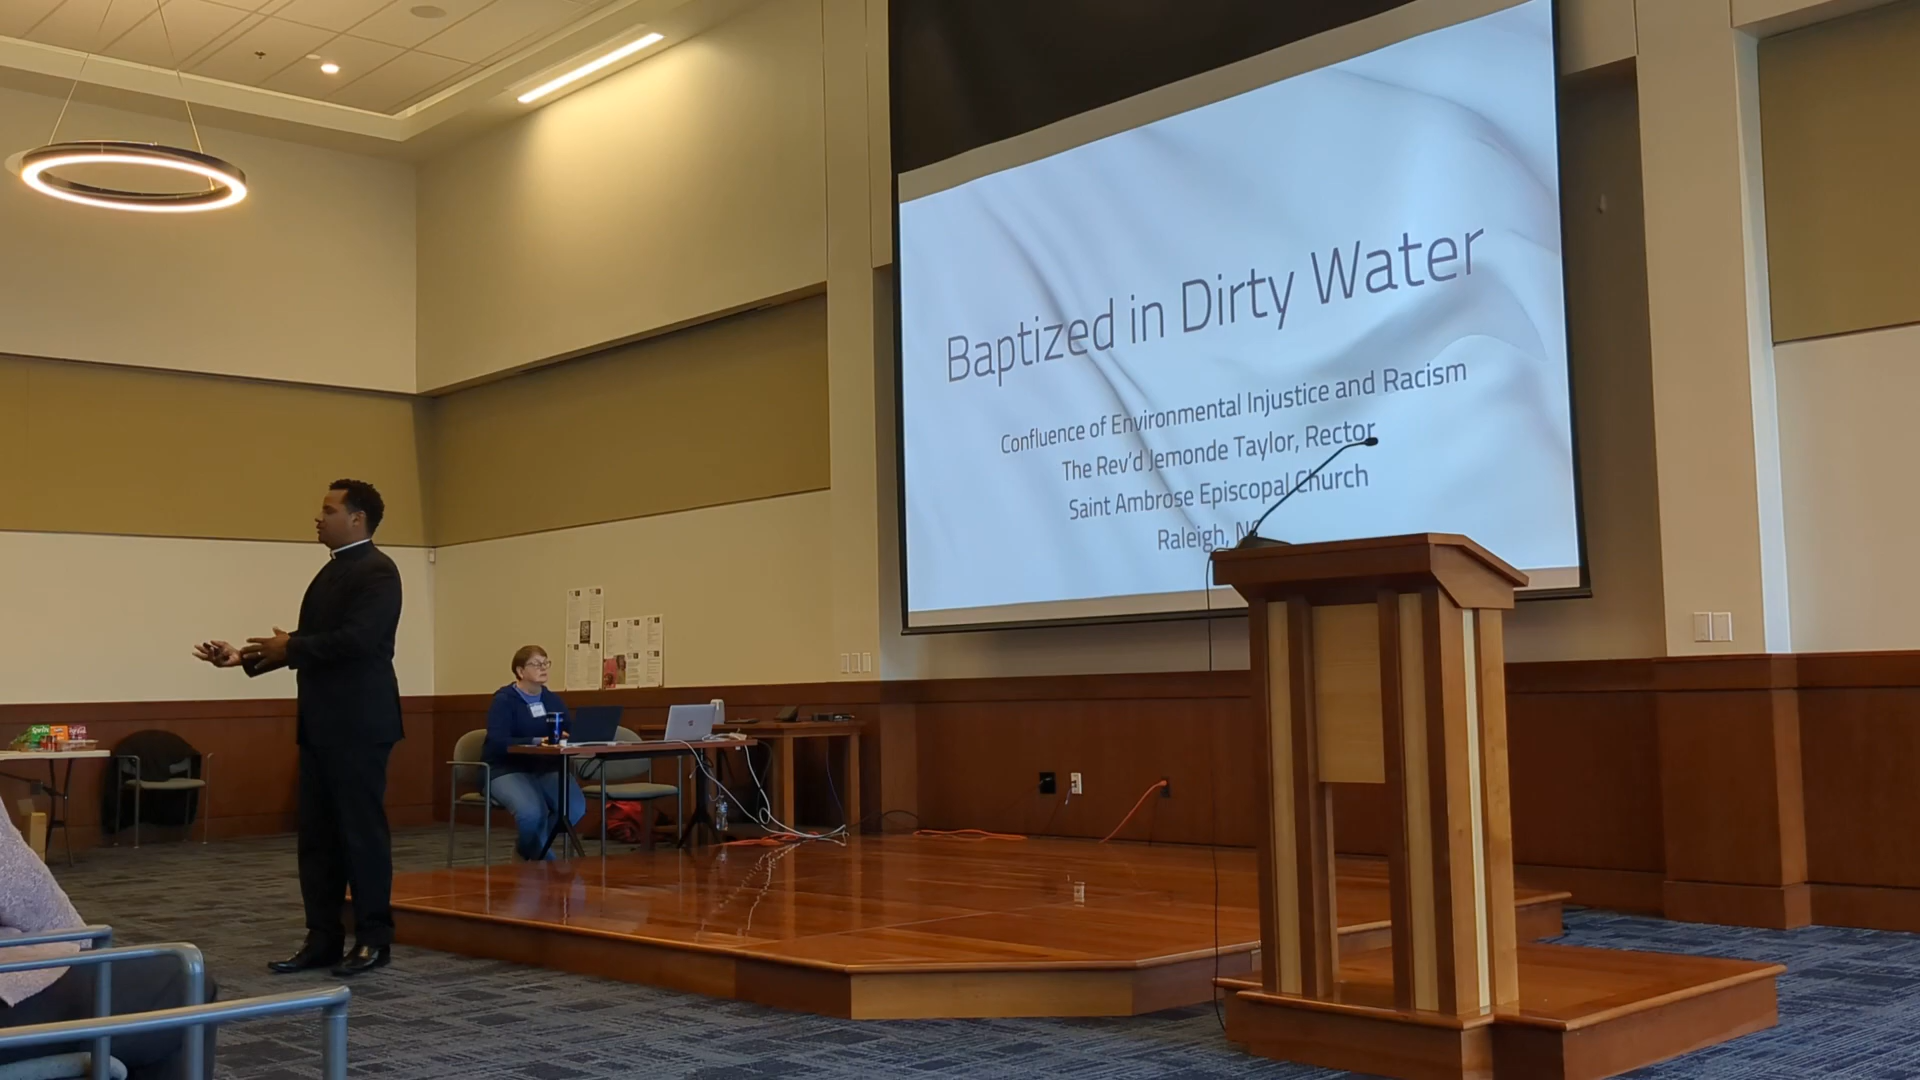 Baptized in Dirty Water
Confluence of Environmental Injustice and Racism
The Rev'd Jemonde Taylor, Rector
Saint Ambrose Episcopal Church
Raleigh, NC